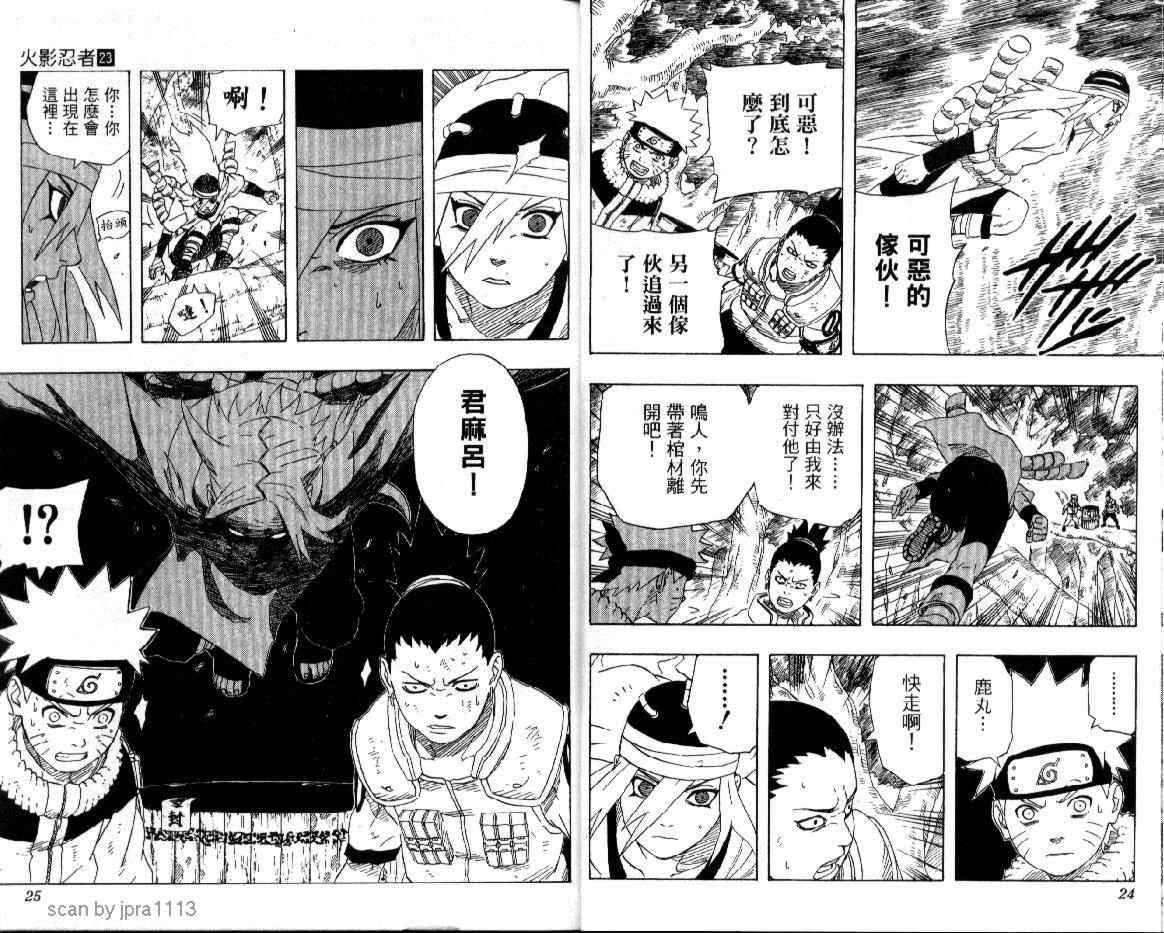 可惡的
傢伙！
可惡！
到底怎
麼了？
另一個傢
伙追過來
了！
沒辦法……
只好由我來
對付他了！
鳴人，你先
帶著棺材離
開吧！
………
鹿丸…
快走啊！
……！
24
火影忍者23
唰！
噠！
你…你
怎麼會
出現在
這裡…
抬頭
君麻呂！
!?
封
25
scan by jpra1113